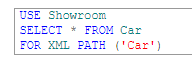 USE Showroom
SELECT * FROM Car
FOR XML PATH ('Car')